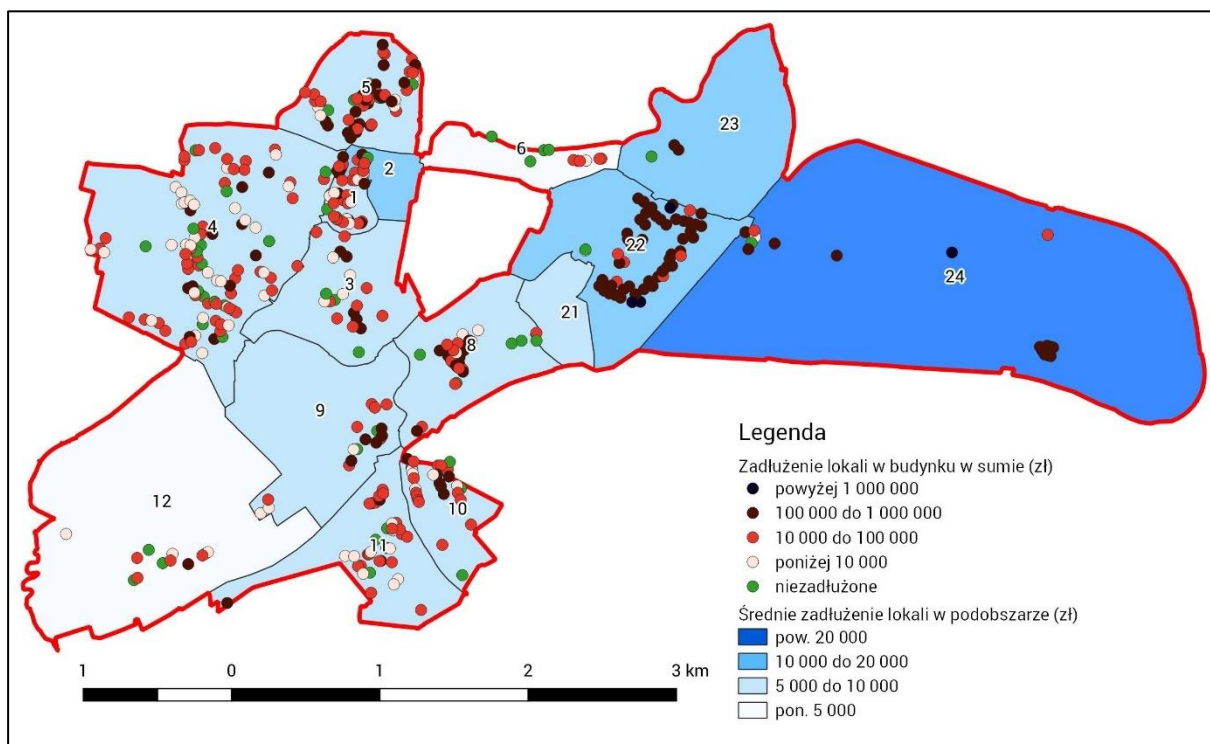 5
23
6
2
1
4
22
24
3
21
8
9
12
10
11
Legenda
Zadłużenie lokali w budynku w sumie (zł)
powyżej 1 000 000
100 000 do 1 000 000
10 000 do 100 000
poniżej 10 000
niezadłużone
Średnie zadłużenie lokali w podobszarze (zł)
pow. 20 000
10 000 do 20 000
5 000 do 10 000
pon. 5 000
1 0 1 2 3 km